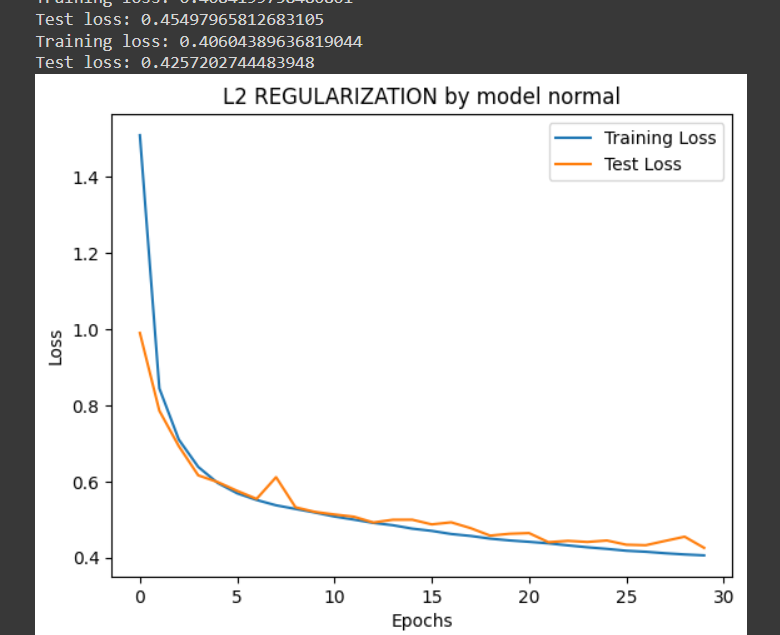 Test loss: 0.45497965812683105
Training loss: 0.40604389636819044
Test loss: 0.4257202744483948
L2 REGULARIZATION by model normal
Training Loss
Test Loss
1.4
1.2
1.0
0.8
0.6
0.4
Loss
0 5 10 15 20 25 30
Epochs